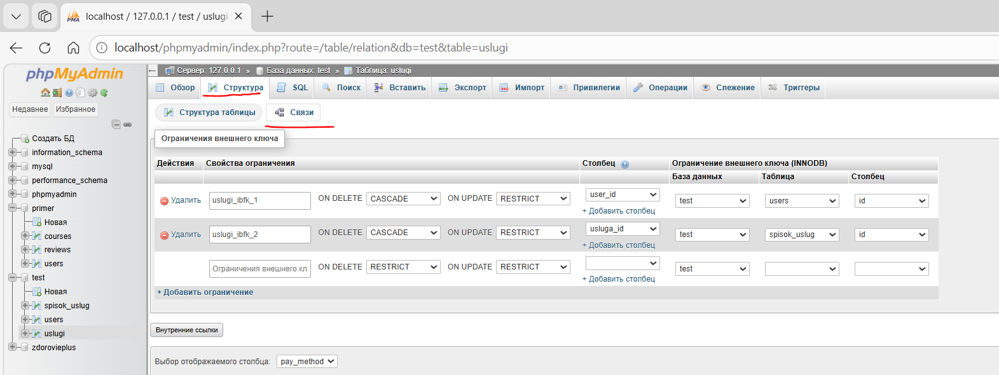 localhost / 127.0.0.1 / test / uslugi
localhost/phpmyadmin/index.php?route=/table/relation&db=test&table=uslugi
phpMyAdmin
Недавнее Избранное
Создать БД
information_schema
mysql
performance_schema
phpmyadmin
primer
Новая
courses
reviews
users
test
Новая
spisok_uslug
users
uslugi
zdorovieplus
Сервер: 127.0.0.1 » База данных: test » Таблица: uslugi
Обзор Структура SQL Поиск Вставить Экспорт Импорт Привилегии Операции Слежение Триггеры
Структура таблицы Связи
Ограничения внешнего ключа
Действия Свойства ограничения Столбец Ограничение внешнего ключа (INNODB)
База данных Таблица Столбец
Удалить uslugi_ibfk_1 ON DELETE CASCADE ON UPDATE RESTRICT user_id test users id
+ Добавить столбец
Удалить uslugi_ibfk_2 ON DELETE CASCADE ON UPDATE RESTRICT usluga_id test spisok_uslug id
+ Добавить столбец
Ограничения внешнего кл ON DELETE RESTRICT ON UPDATE RESTRICT test
+ Добавить столбец
+ Добавить ограничение
Внутренние ссылки
Выбор отображаемого столбца: pay_method